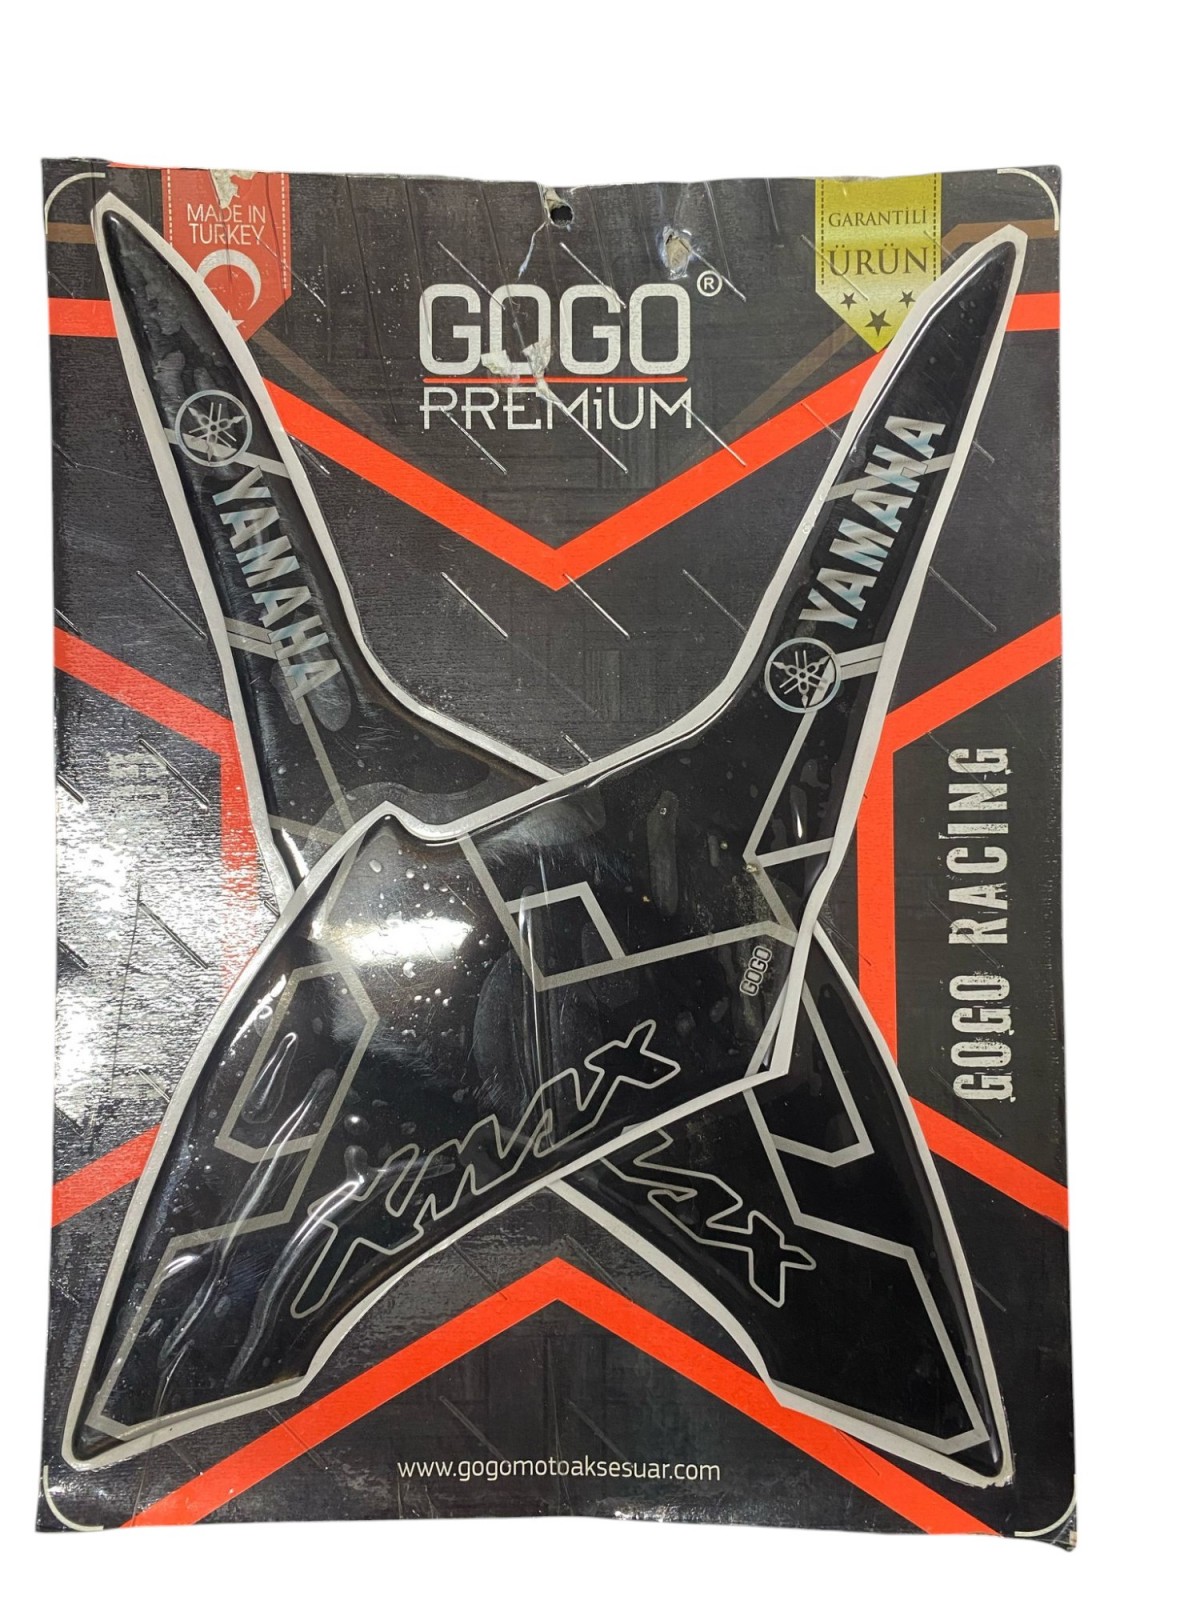 MADE IN
TURKEY
GARANTİLİ
ÜRÜN
GOGO®
PREMiUM
YAMAHA
YAMAHA
GOGO RACING
GOGO
xmax
www.gogomotoaksesuar.com